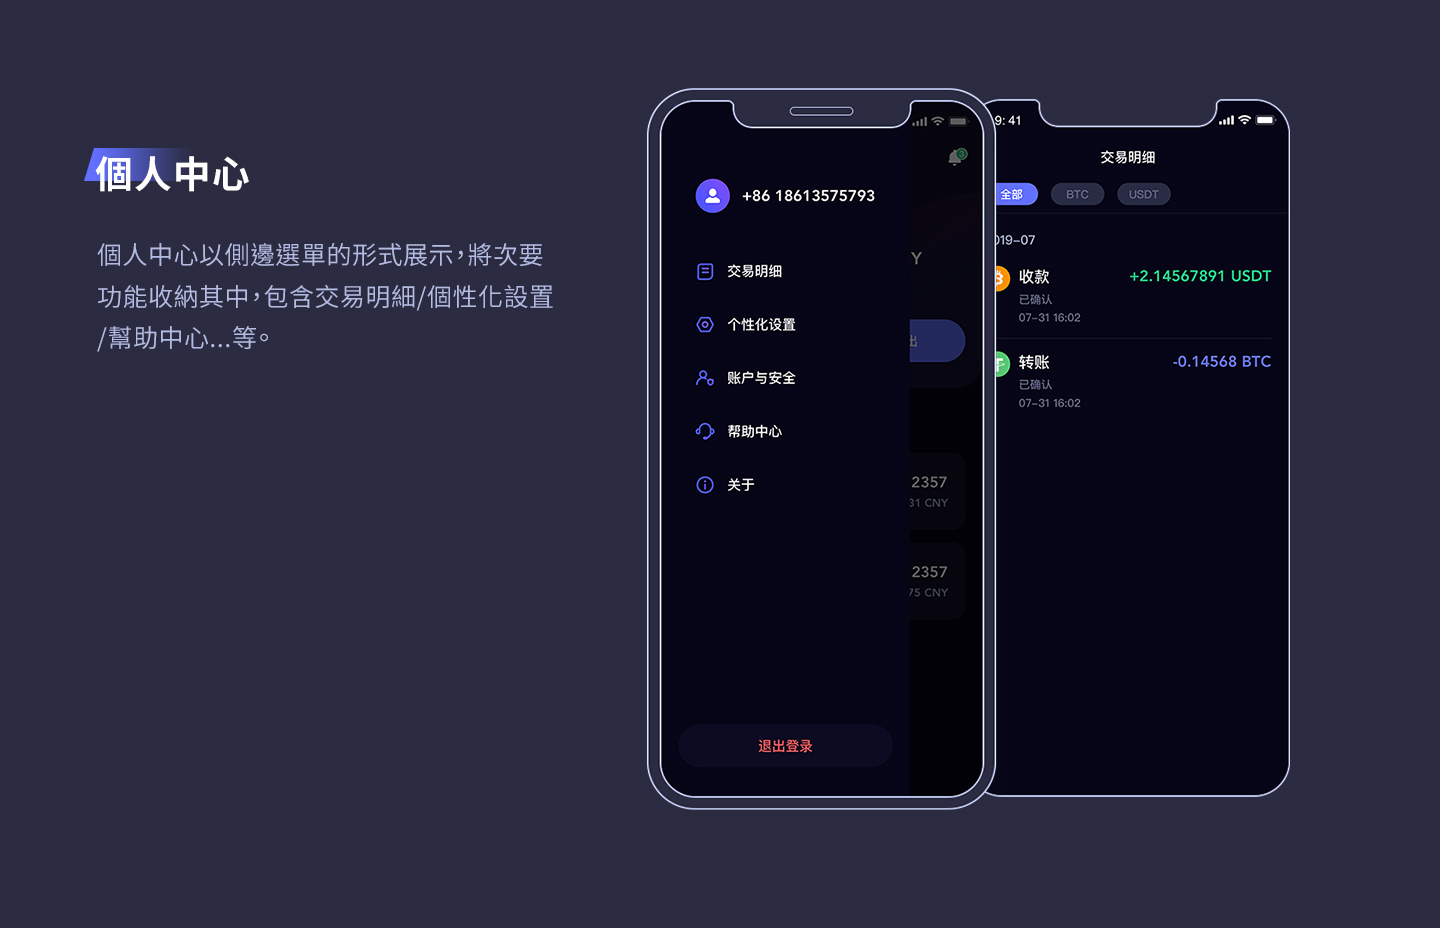 個人中心
個人中心以側邊選單的形式展示，將次要
功能收納其中，包含交易明細/個性化設置
/幫助中心...等。
+86 18613575793
交易明细
个性化设置
账户与安全
帮助中心
关于
退出登录
3
Y
出
2357
31 CNY
2357
75 CNY
9: 41
交易明细
全部
BTC
USDT
019-07
收款
+2.14567891 USDT
已确认
07-31 16:02
转账
-0.14568 BTC
已确认
07-31 16:02